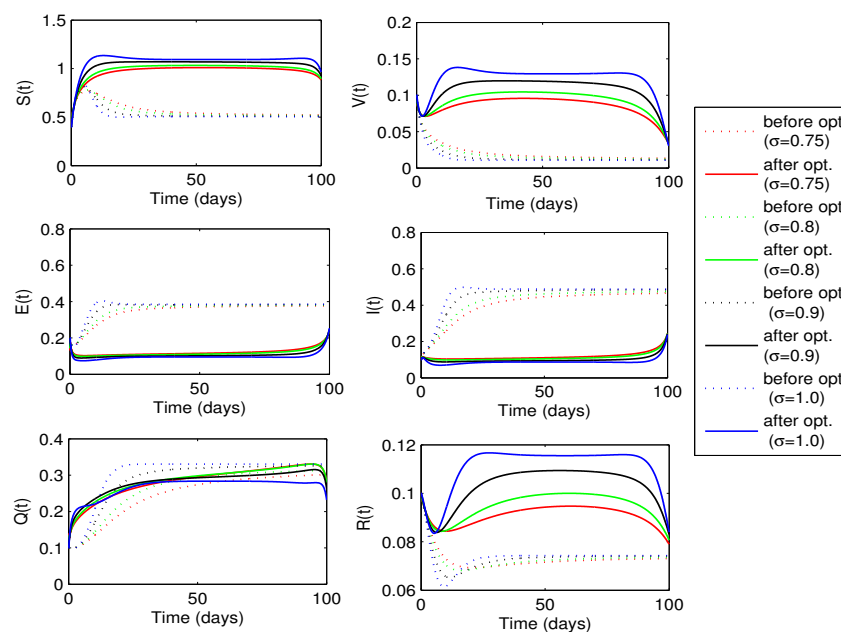 1.5
1
0.5
0
S(t)
0 50 100
Time (days)
0.2
0.15
0.1
0.05
0
V(t)
0 50 100
Time (days)
0.8
0.6
0.4
0.2
0
E(t)
0 50 100
Time (days)
0.8
0.6
0.4
0.2
0
I(t)
0 50 100
Time (days)
0.4
0.3
0.2
0.1
0
Q(t)
0 50 100
Time (days)
0.12
0.1
0.08
0.06
R(t)
0 50 100
Time (days)
before opt
(σ=0.75)
after opt.
(σ=0.75)
before opt
(σ=0.8)
after opt.
(σ=0.8)
before opt
(σ=0.9)
after opt.
(σ=0.9)
before opt
(σ=1.0)
after opt.
(σ=1.0)